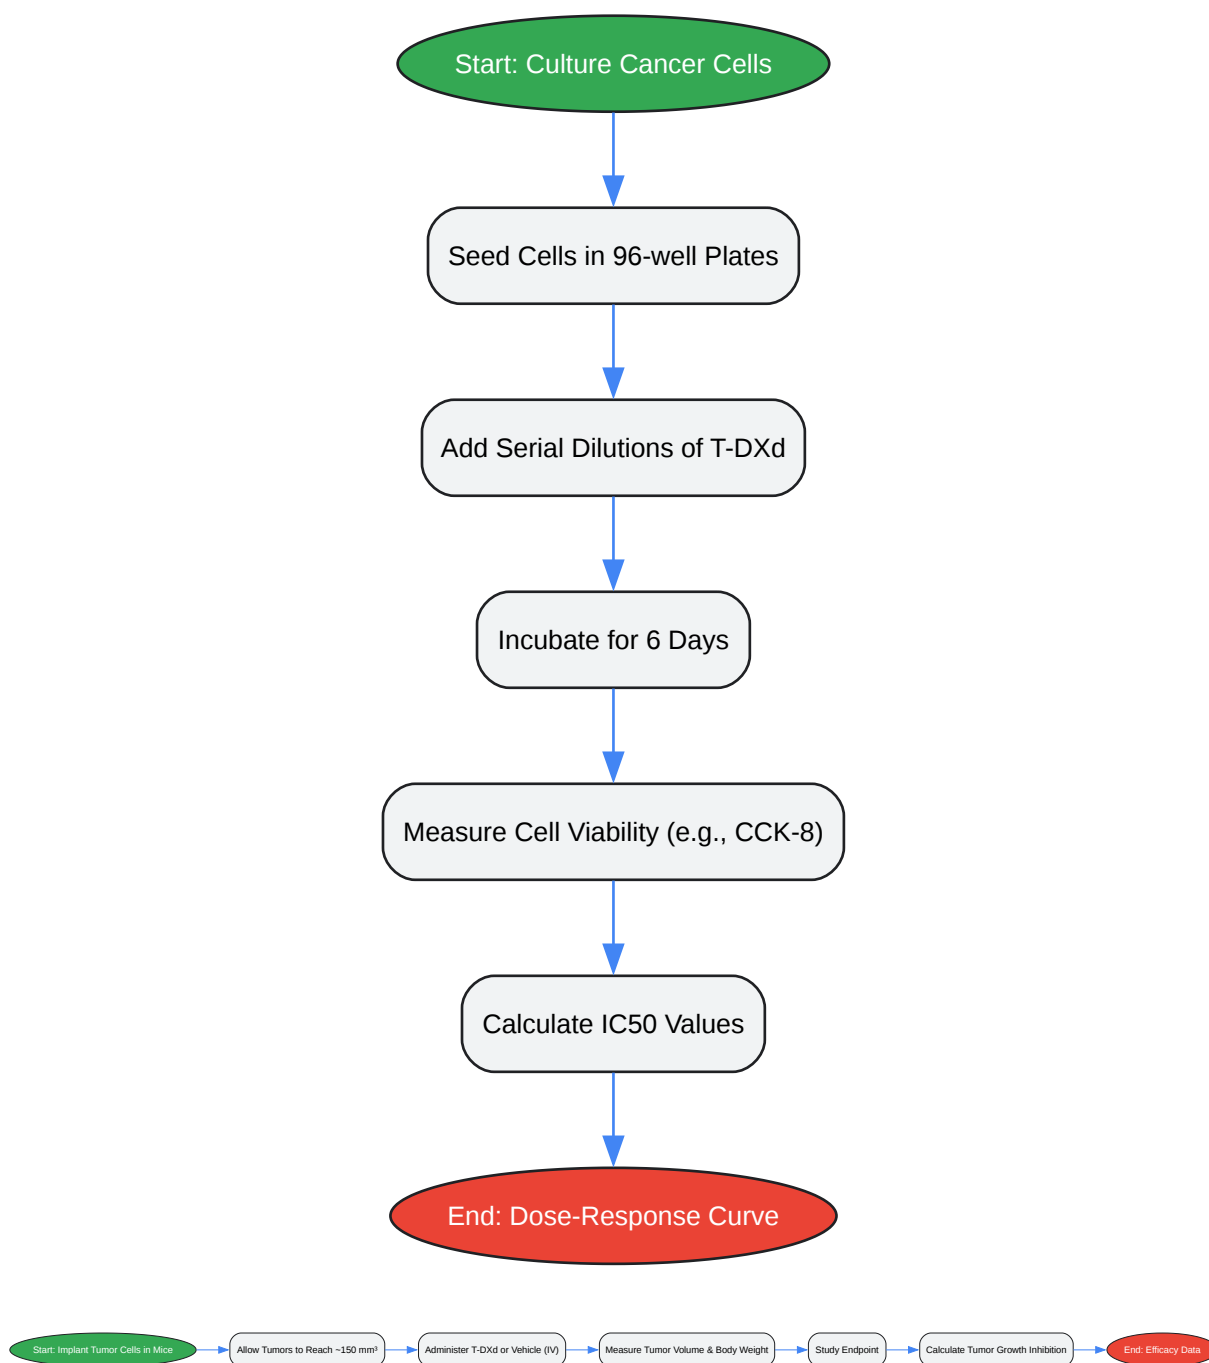 Start: Culture Cancer Cells
Seed Cells in 96-well Plates
Add Serial Dilutions of T-DXd
Incubate for 6 Days
Measure Cell Viability (e.g., CCK-8)
Calculate IC50 Values
End: Dose-Response Curve
Start: Implant Tumor Cells in Mice
Allow Tumors to Reach ~150 mm³
Administer T-DXd or Vehicle (IV)
Measure Tumor Volume & Body Weight
Study Endpoint
Calculate Tumor Growth Inhibition
End: Efficacy Data